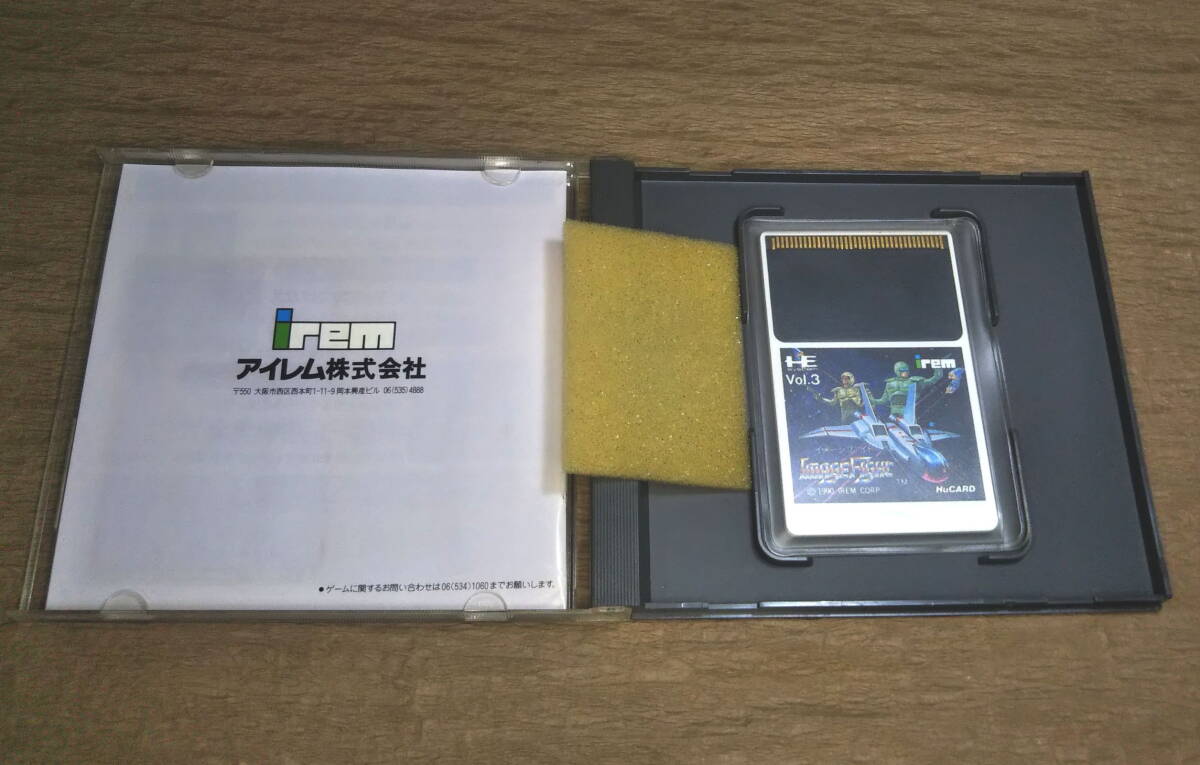 irem
アイレム株式会社
〒550 大阪市西区西本町1-11-9 岡本興産ビル 06(535)4888
●ゲームに関するお問い合わせは06(534)1060までお願いします。
HE
SYSTEM
Vol.3
irem
ImageFight
TM
© 1990 IREM CORP
HuCARD